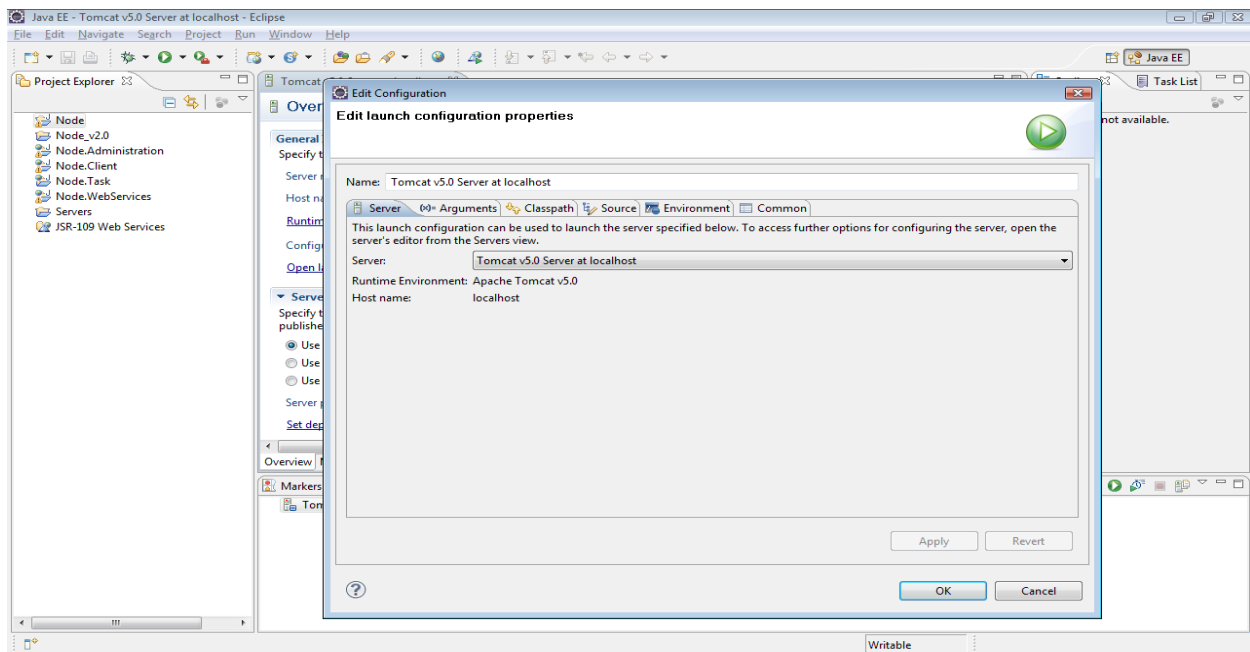 Java EE - Tomcat v5.0 Server at localhost - Eclipse
File Edit Navigate Search Project Run Window Help
Java EE
Project Explorer
Tomcat
Task List
Node
Node_v2.0
Node.Administration
Node.Client
Node.Task
Node.WebServices
Servers
JSR-109 Web Services
Over
General
Specify t
Server
Host na
Runtim
Config
Open l
Serve
Specify t
publishe
Use
Use
Use
Server p
Set dep
Overview
Markers
Tom
not available.
Edit Configuration
Edit launch configuration properties
Name: Tomcat v5.0 Server at localhost
Server (x)= Arguments Classpath Source Environment Common
This launch configuration can be used to launch the server specified below. To access further options for configuring the server, open the
server's editor from the Servers view.
Server: Tomcat v5.0 Server at localhost
Runtime Environment: Apache Tomcat v5.0
Host name: localhost
Apply Revert
OK Cancel
Writable